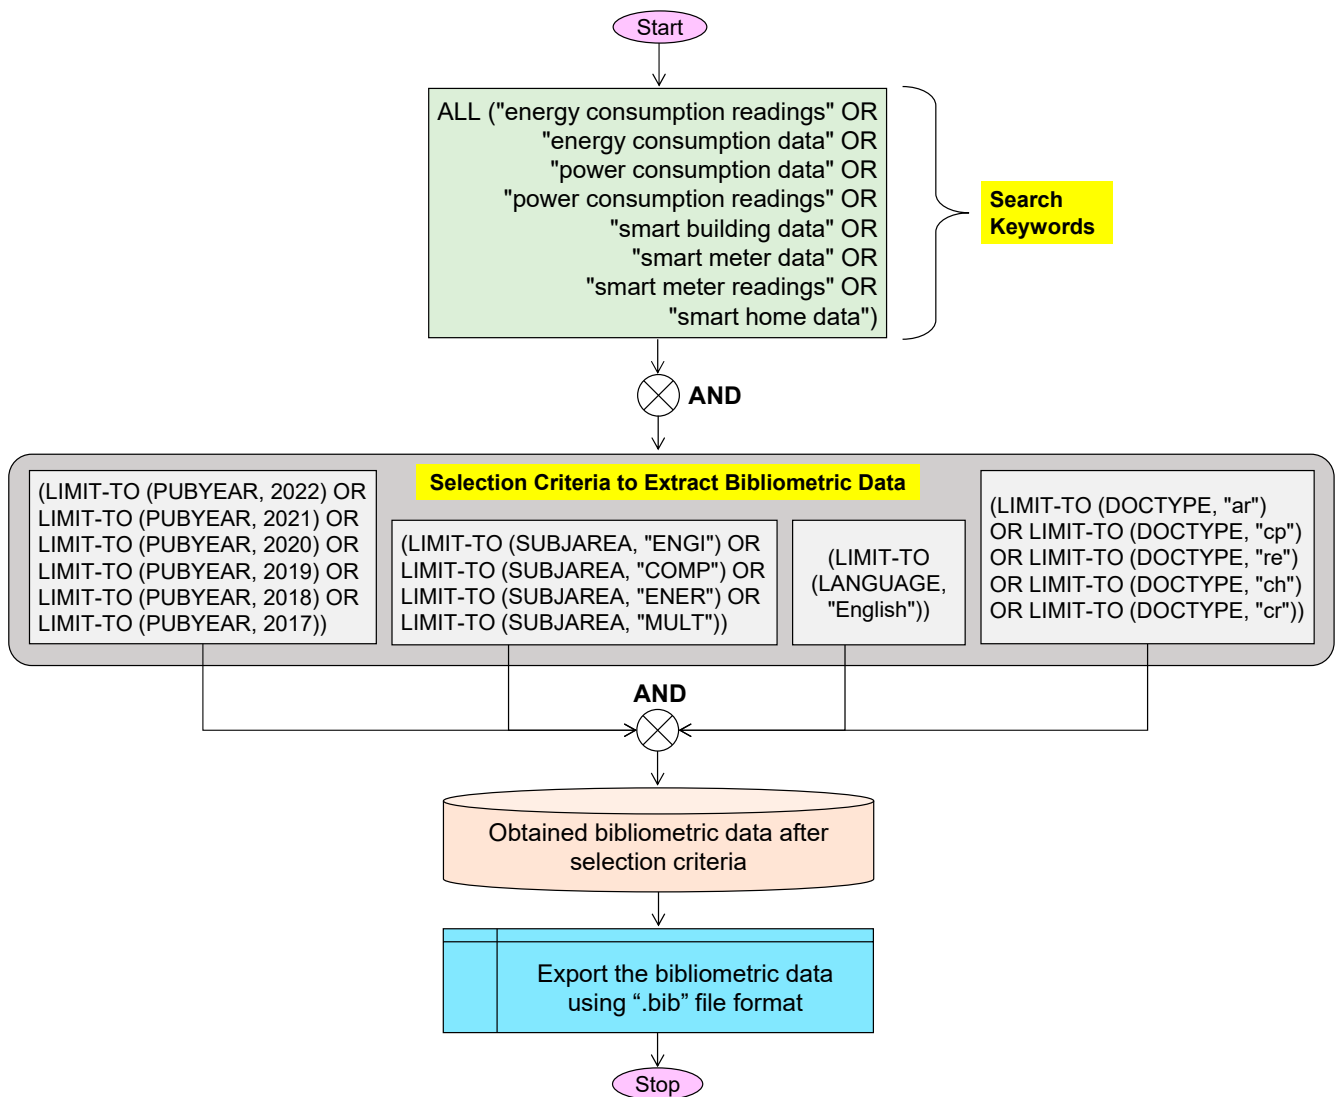 Start
ALL ("energy consumption readings" OR
"energy consumption data" OR
"power consumption data" OR
"power consumption readings" OR
"smart building data" OR
"smart meter data" OR
"smart meter readings" OR
"smart home data")
Search
Keywords
AND
Selection Criteria to Extract Bibliometric Data
(LIMIT-TO (PUBYEAR, 2022) OR
LIMIT-TO (PUBYEAR, 2021) OR
LIMIT-TO (PUBYEAR, 2020) OR
LIMIT-TO (PUBYEAR, 2019) OR
LIMIT-TO (PUBYEAR, 2018) OR
LIMIT-TO (PUBYEAR, 2017))
(LIMIT-TO (SUBJAREA, "ENGI") OR
LIMIT-TO (SUBJAREA, "COMP") OR
LIMIT-TO (SUBJAREA, "ENER") OR
LIMIT-TO (SUBJAREA, "MULT"))
(LIMIT-TO
(LANGUAGE,
"English"))
(LIMIT-TO (DOCTYPE, "ar")
OR LIMIT-TO (DOCTYPE, "cp")
OR LIMIT-TO (DOCTYPE, "re")
OR LIMIT-TO (DOCTYPE, "ch")
OR LIMIT-TO (DOCTYPE, "cr"))
AND
Obtained bibliometric data after
selection criteria
Export the bibliometric data
using “.bib” file format
Stop